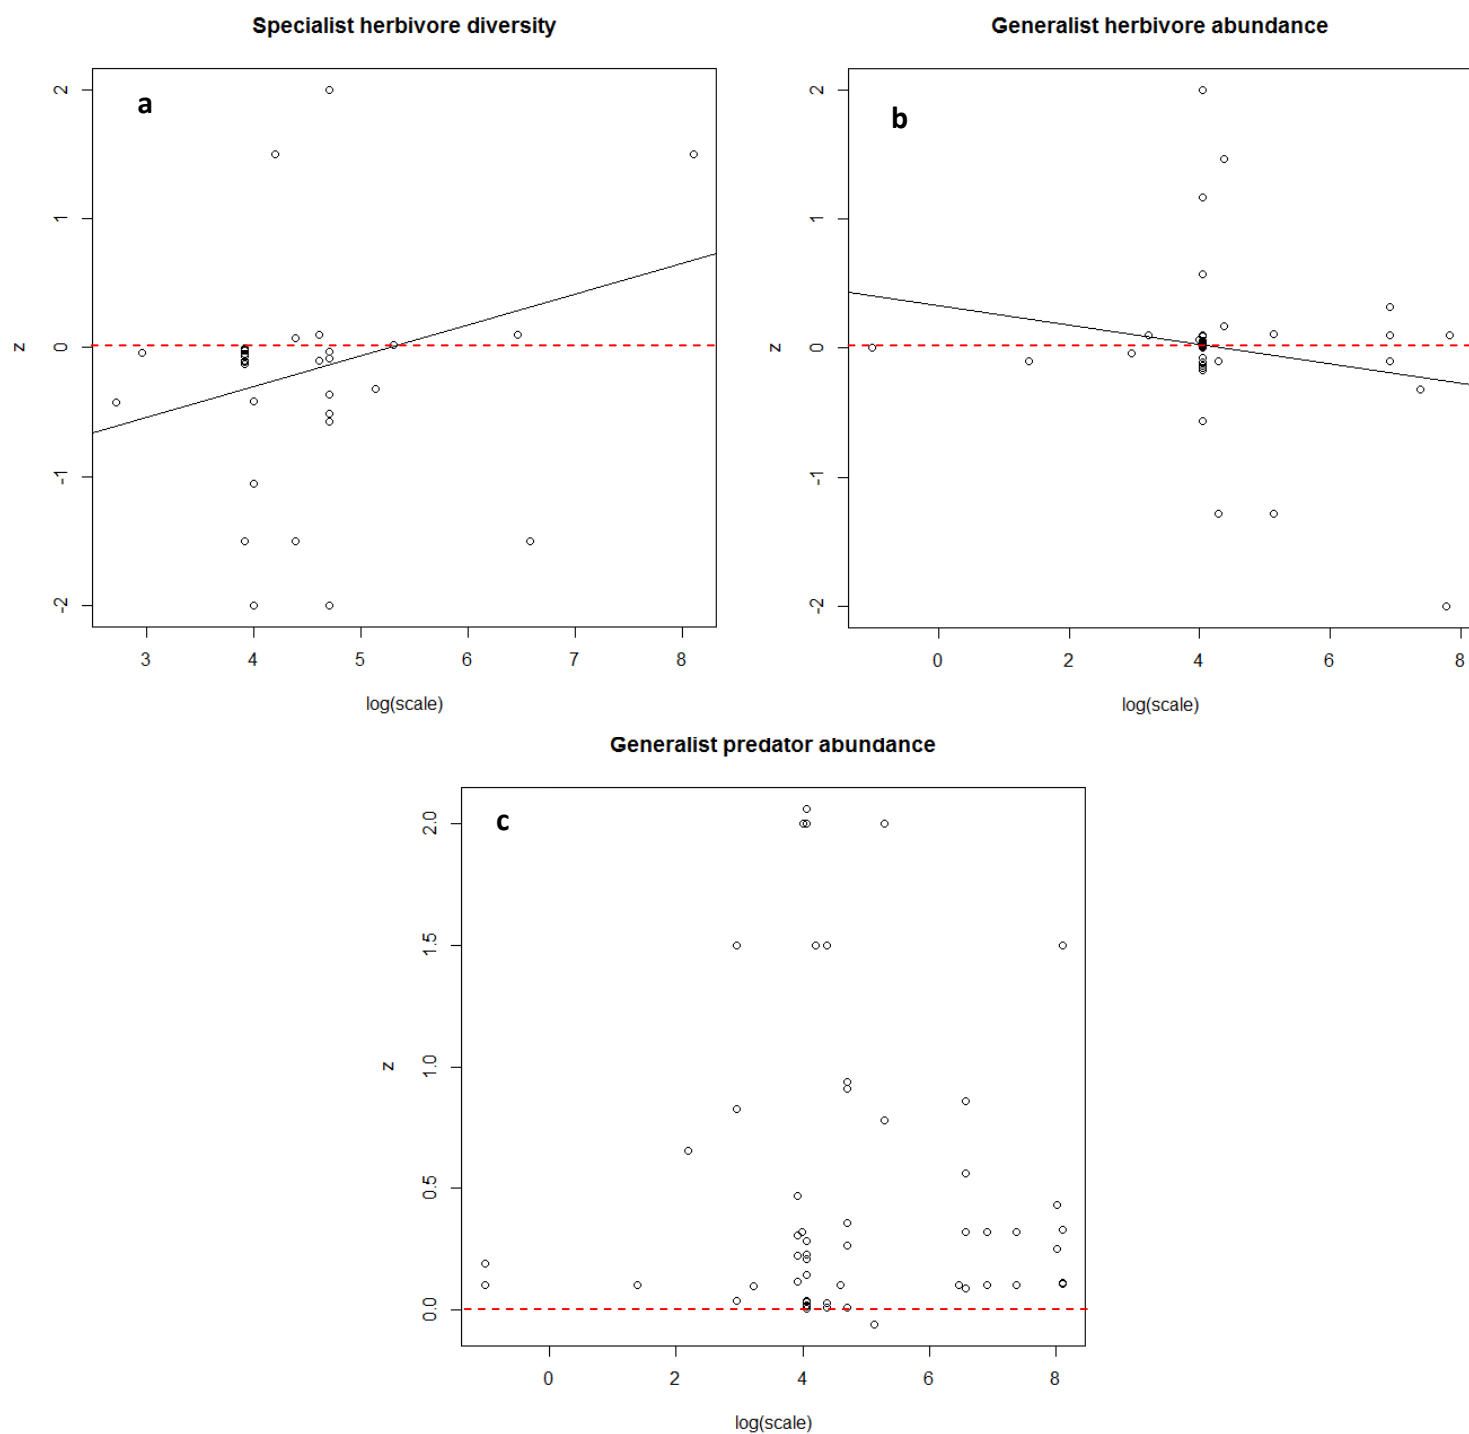 Specialist herbivore diversity
a
2
1
0
-1
-2
z
3 4 5 6 7 8
log(scale)
Generalist herbivore abundance
b
2
1
0
-1
-2
z
0 2 4 6 8
log(scale)
Generalist predator abundance
c
2.0
1.5
1.0
0.5
0.0
z
0 2 4 6 8
log(scale)